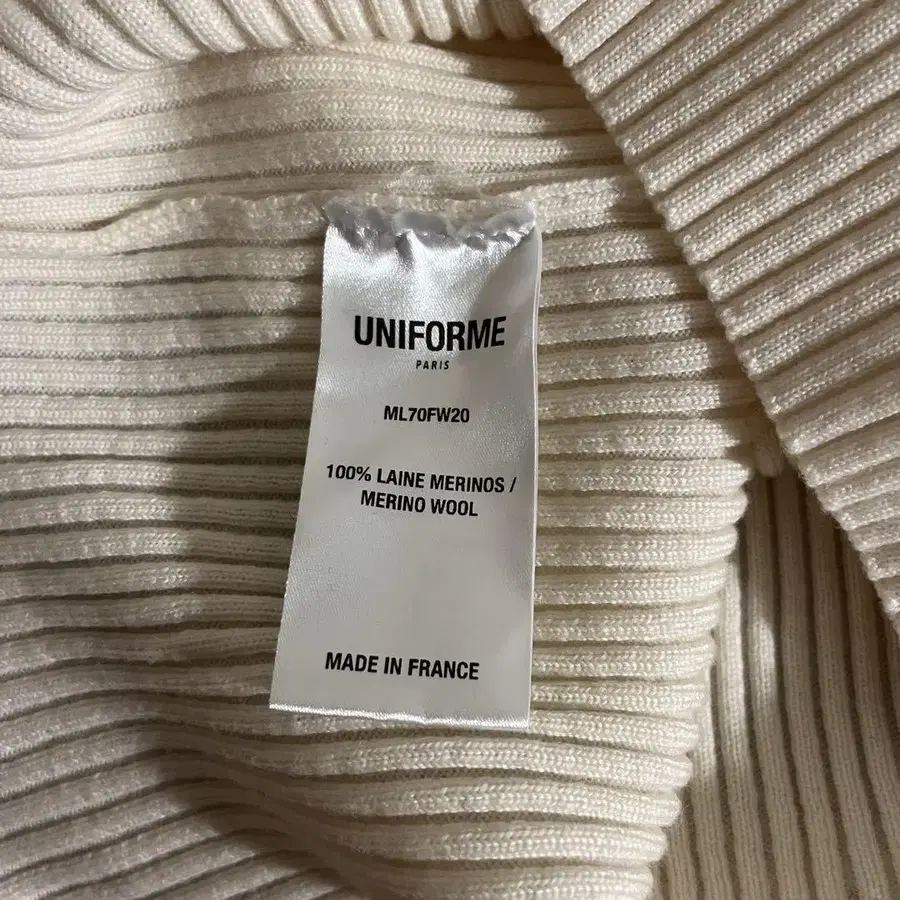 UNIFORME
PARIS
ML70FW20
100% LAINE MERINOS /
MERINO WOOL
MADE IN FRANCE